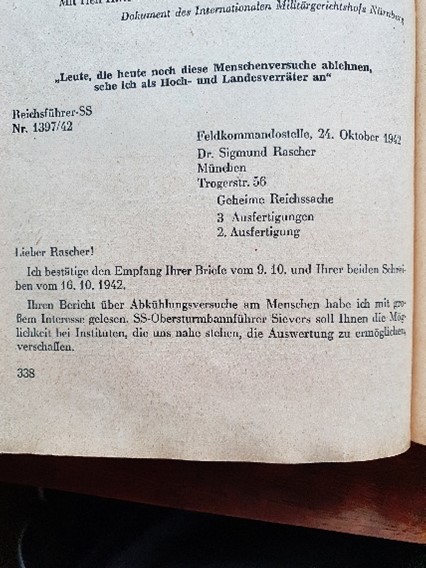 Dokument des Internationalen Militärgerichtshofs Nürnberg
„Leute, die heute noch diese Menschenversuche ablehnen,
sehe ich als Hoch- und Landesverräter an“
Reichsführer-SS
Nr. 1397/42
Feldkommandostelle, 24. Oktober 1942
Dr. Sigmund Rascher
München
Trogerstr. 56
Geheime Reichssache
3 Ausfertigungen
2. Ausfertigung
Lieber Rascher!
Ich bestätige den Empfang Ihrer Briefe vom 9. 10. und Ihrer beiden Schrei-
ben vom 16. 10. 1942.
Ihren Bericht über Abkühlungsversuche am Menschen habe ich mit gro-
ßem Interesse gelesen. SS-Obersturmbannführer Sievers soll Ihnen die Mög-
lichkeit bei Instituten, die uns nahe stehen, die Auswertung zu ermöglichen,
verschaffen.
338